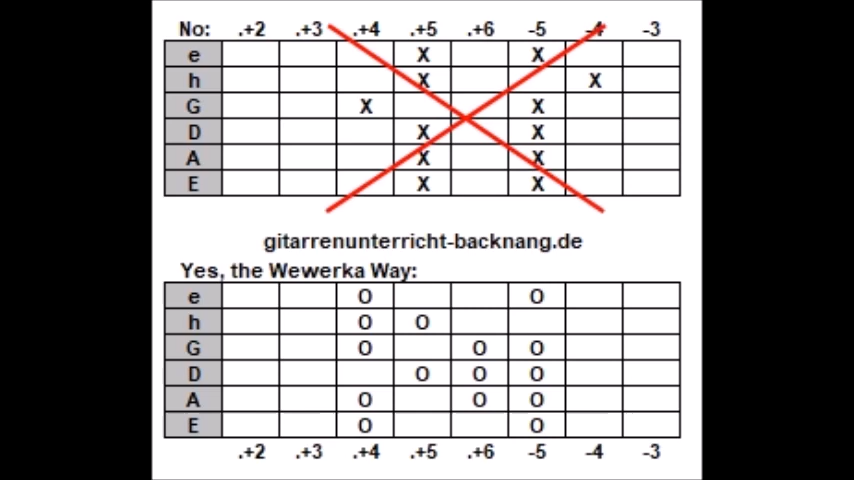 No: .+2 .+3 .+4 .+5 .+6 -5 -4 -3
e X X
h X X
G X X
D X X
A X X
E X X
gitarrenunterricht-backnang.de
Yes, the Wewerka Way:
e O O
h O O
G O O O
D O O O
A O O O
E O O
.+2 .+3 .+4 .+5 .+6 -5 -4 -3